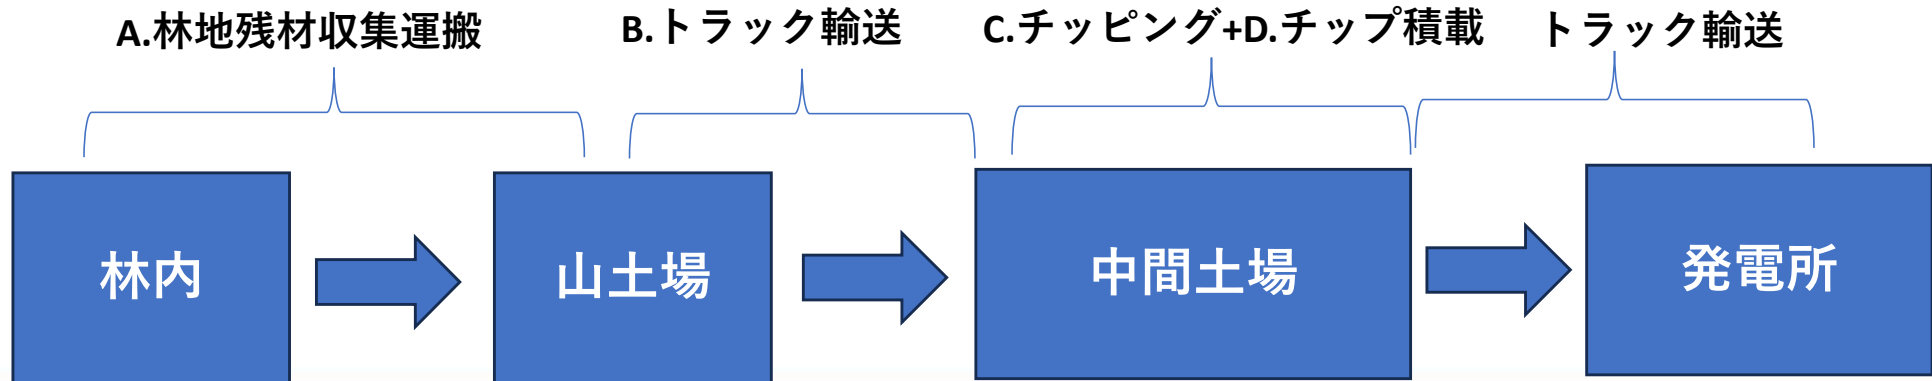 A.林地残材収集運搬
B.トラック輸送
C.チッピング+D.チップ積載
トラック輸送
林内
山土場
中間土場
発電所